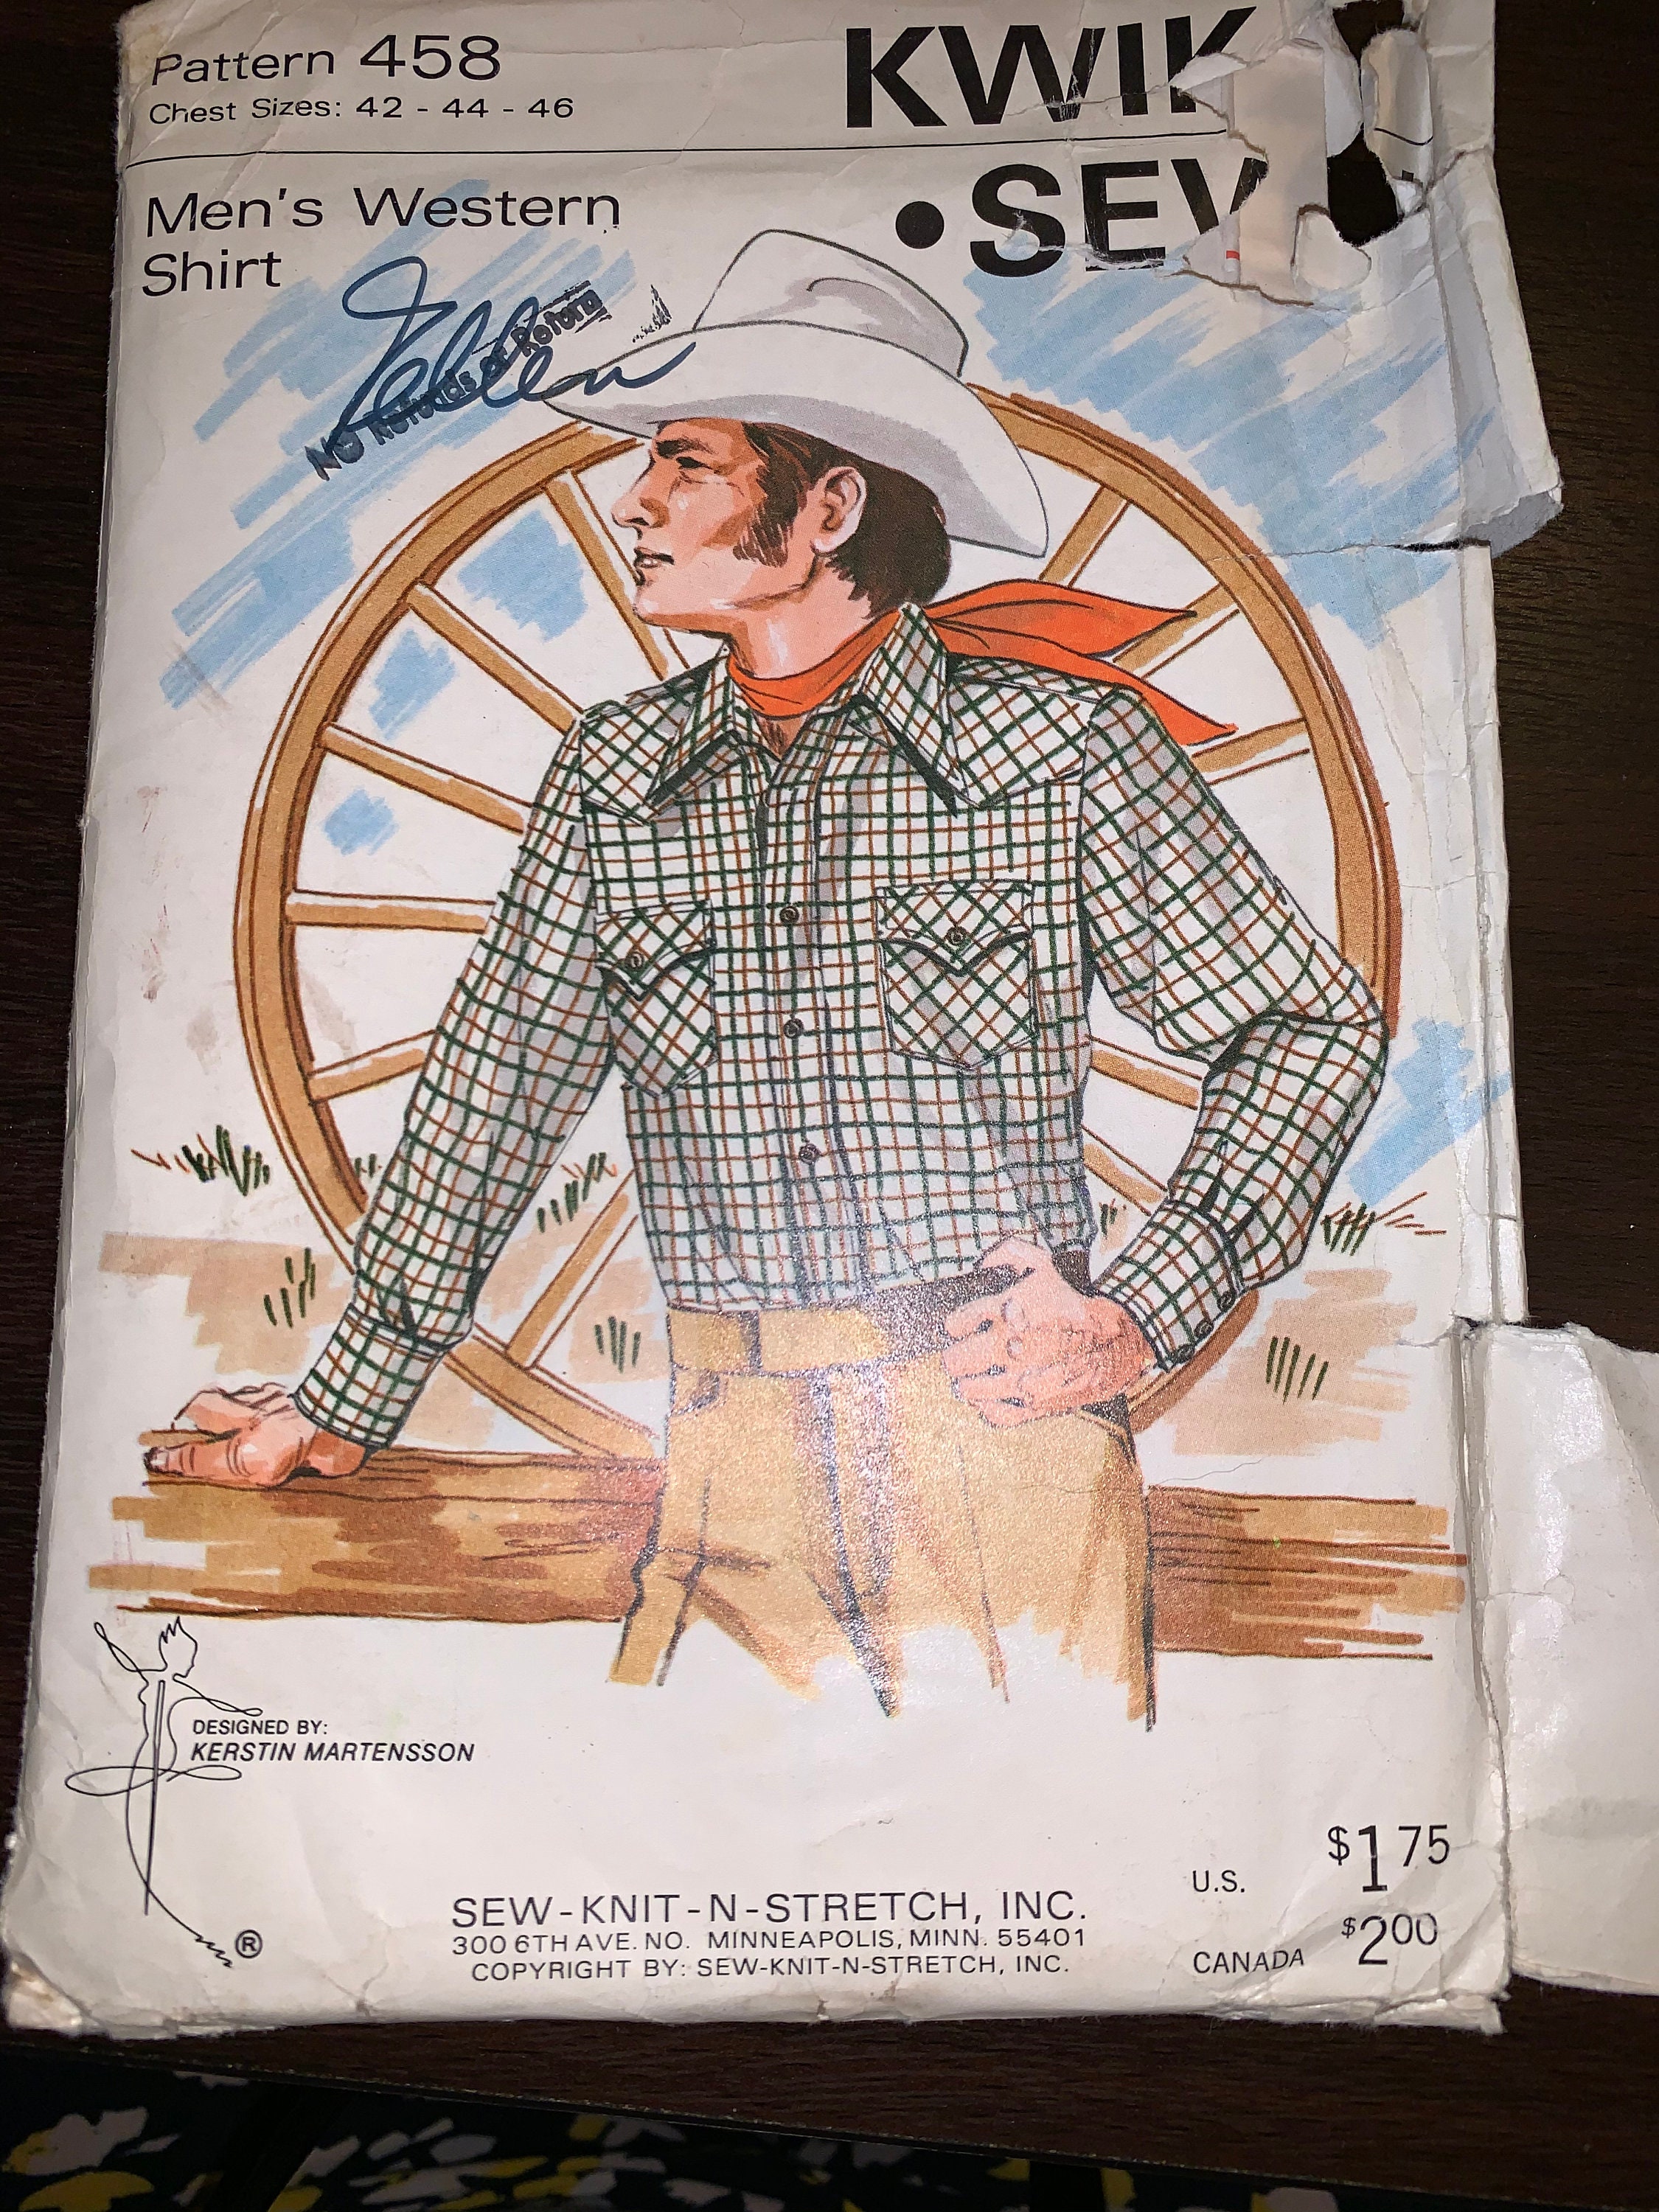 Pattern 458
Chest Sizes: 42 - 44 - 46
KWIK
• SEW
Men's Western
Shirt
No Refunds or Return
DESIGNED BY:
KERSTIN MARTENSSON
®
SEW-KNIT-N-STRETCH, INC.
300 6TH AVE. NO. MINNEAPOLIS, MINN. 55401
COPYRIGHT BY: SEW-KNIT-N-STRETCH, INC.
U.S. $1 75
CANADA $2 00